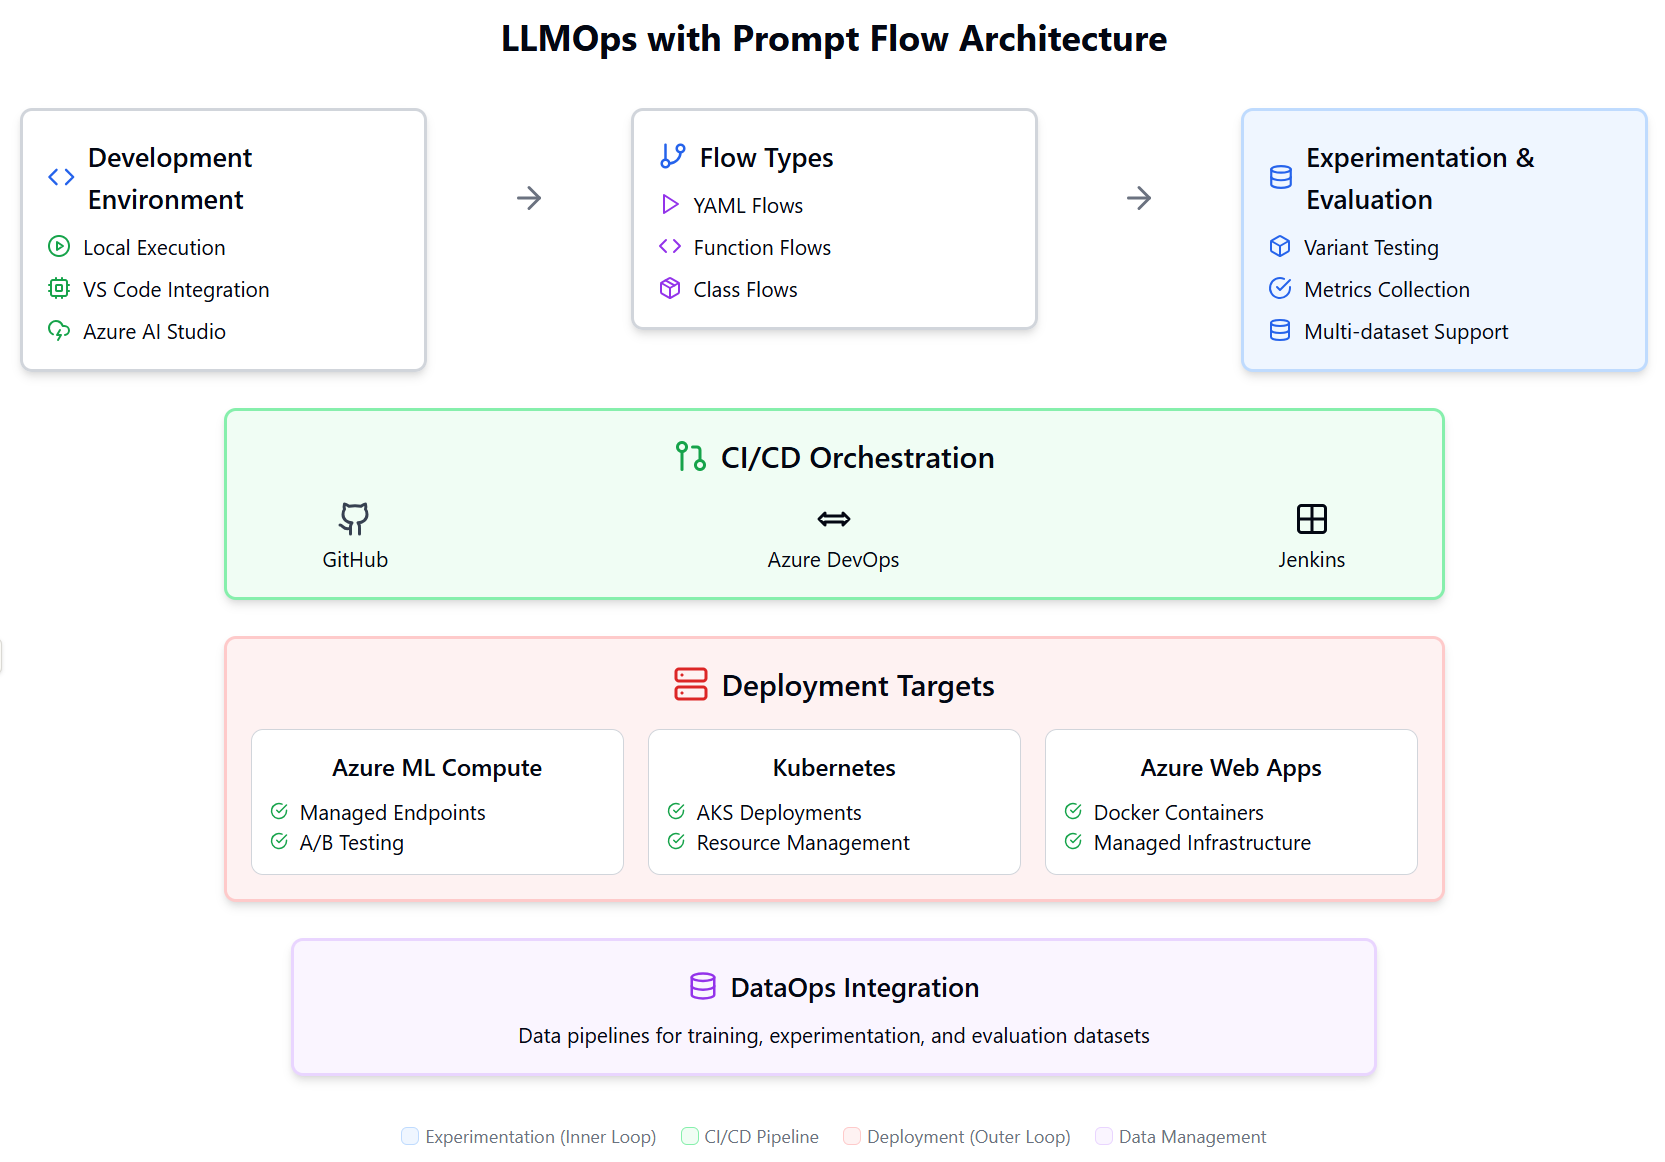 LLMOps with Prompt Flow Architecture
Development
Environment
Local Execution
VS Code Integration
Azure AI Studio
Flow Types
YAML Flows
Function Flows
Class Flows
Experimentation &
Evaluation
Variant Testing
Metrics Collection
Multi-dataset Support
CI/CD Orchestration
GitHub
Azure DevOps
Jenkins
Deployment Targets
Azure ML Compute
Managed Endpoints
A/B Testing
Kubernetes
AKS Deployments
Resource Management
Azure Web Apps
Docker Containers
Managed Infrastructure
DataOps Integration
Data pipelines for training, experimentation, and evaluation datasets
Experimentation (Inner Loop)
CI/CD Pipeline
Deployment (Outer Loop)
Data Management